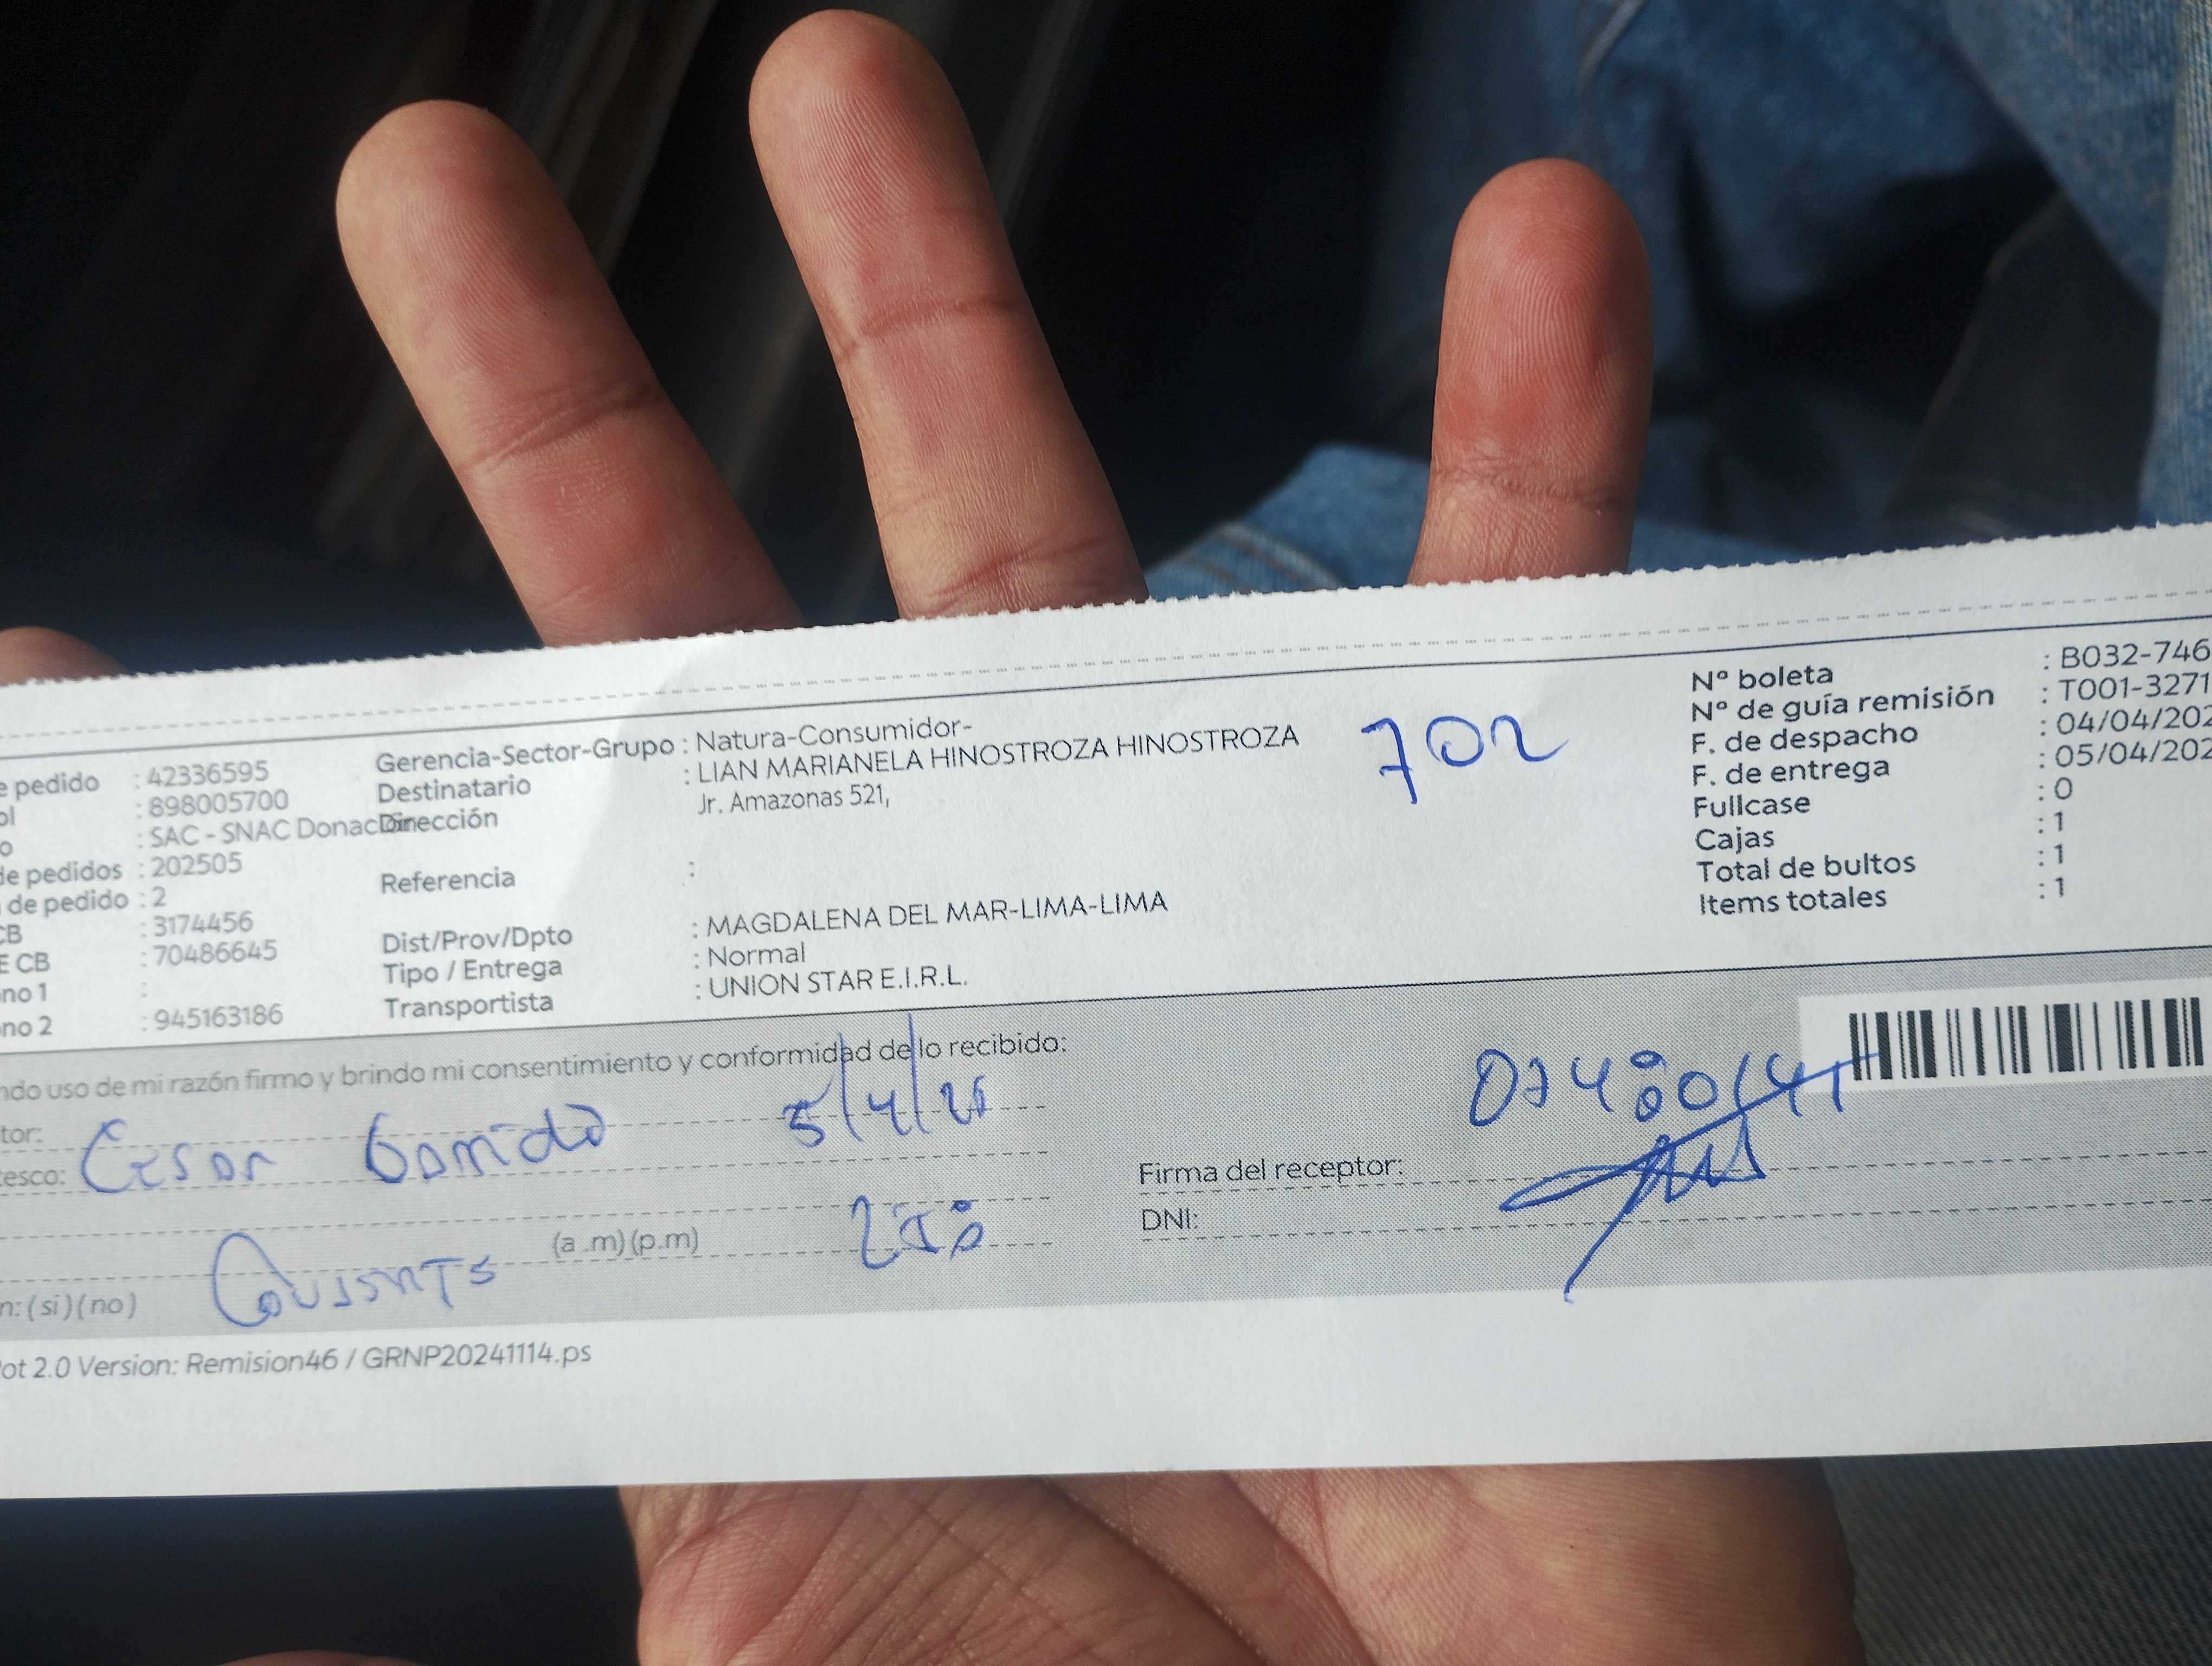 e pedido : 42336595
ol : 898005700
o : SAC - SNAC Donac
de pedidos : 202505
de pedido : 2
CB : 3174456
E CB : 70486645
no 1 :
no 2 : 945163186
Gerencia-Sector-Grupo : Natura-Consumidor-
Destinatario : LIAN MARIANELA HINOSTROZA HINOSTROZA
Dirección Jr. Amazonas 521,
Referencia :
Dist/Prov/Dpto : MAGDALENA DEL MAR-LIMA-LIMA
Tipo / Entrega : Normal
Transportista : UNION STAR E.I.R.L.
702
Nº boleta : B032-746
Nº de guía remisión : T001-3271
F. de despacho : 04/04/202
F. de entrega : 05/04/202
Fullcase : 0
Cajas : 1
Total de bultos : 1
Items totales : 1
ndo uso de mi razón firmo y brindo mi consentimiento y conformidad de lo recibido:
tor:
esco: Cesar 5/4/25
(a .m)(p.m)
n: (si)(no)
Firma del receptor:
DNI:
ot 2.0 Version: Remision46 / GRNP20241114.ps